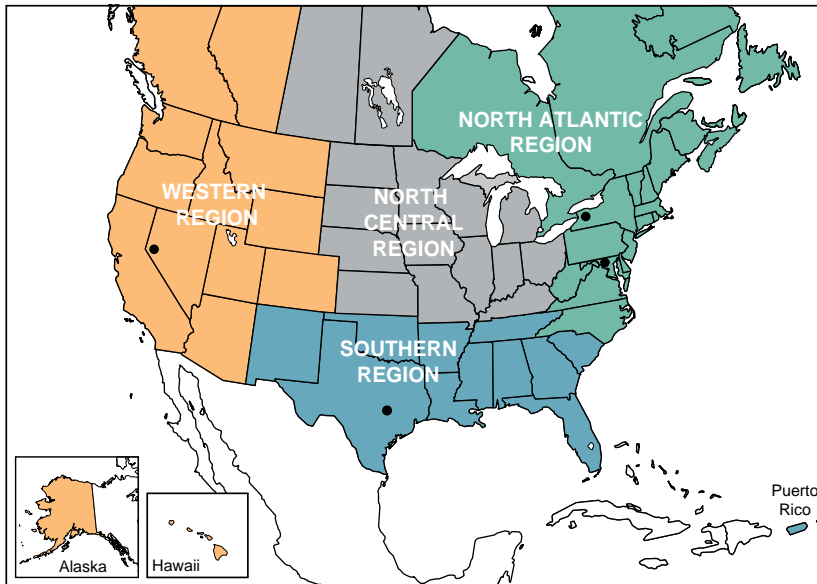 NORTH ATLANTIC
REGION
WESTERN
REGION
NORTH
CENTRAL
REGION
SOUTHERN
REGION
Puerto
Rico
Alaska
Hawaii